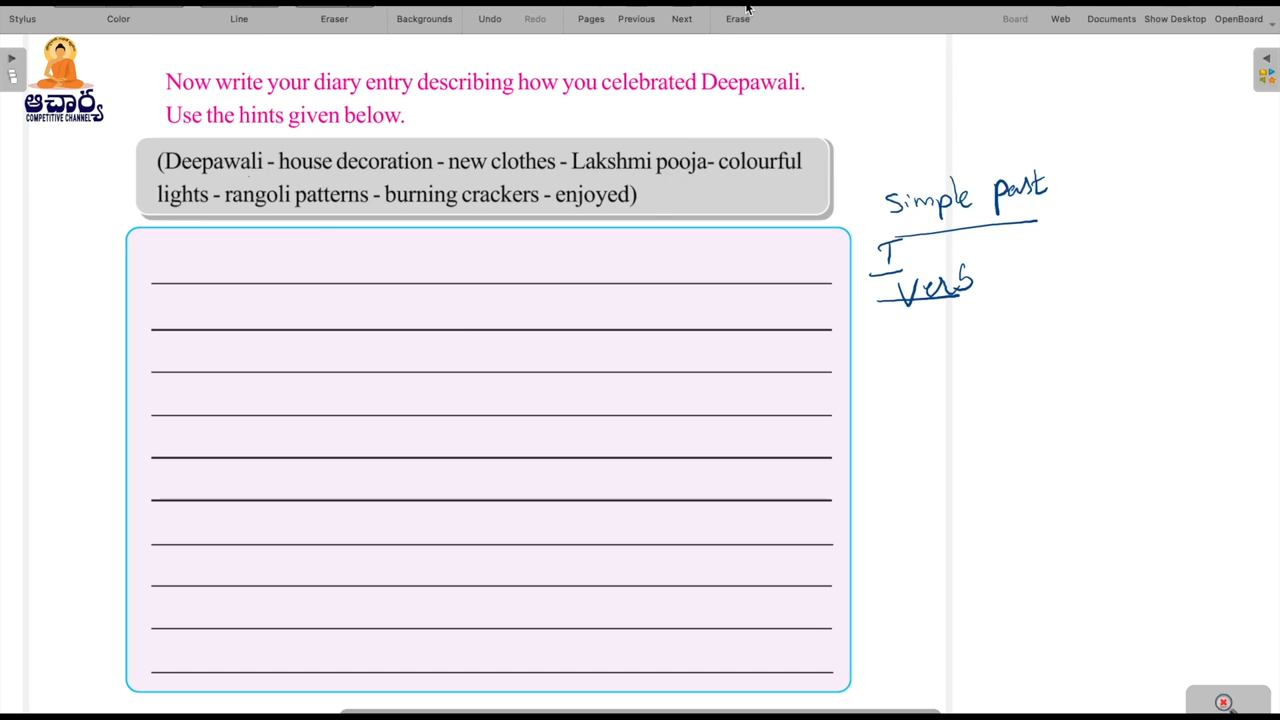 Stylus Color Line Eraser Backgrounds Undo Redo Pages Previous Next Erase Board Web Documents Show Desktop OpenBoard
ಆಚಾರ್ಯ
COMPETITIVE CHANNEL
Now write your diary entry describing how you celebrated Deepawali.
Use the hints given below.
(Deepawali - house decoration - new clothes - Lakshmi pooja- colourful
lights - rangoli patterns - burning crackers - enjoyed)
simple past
T
Verb